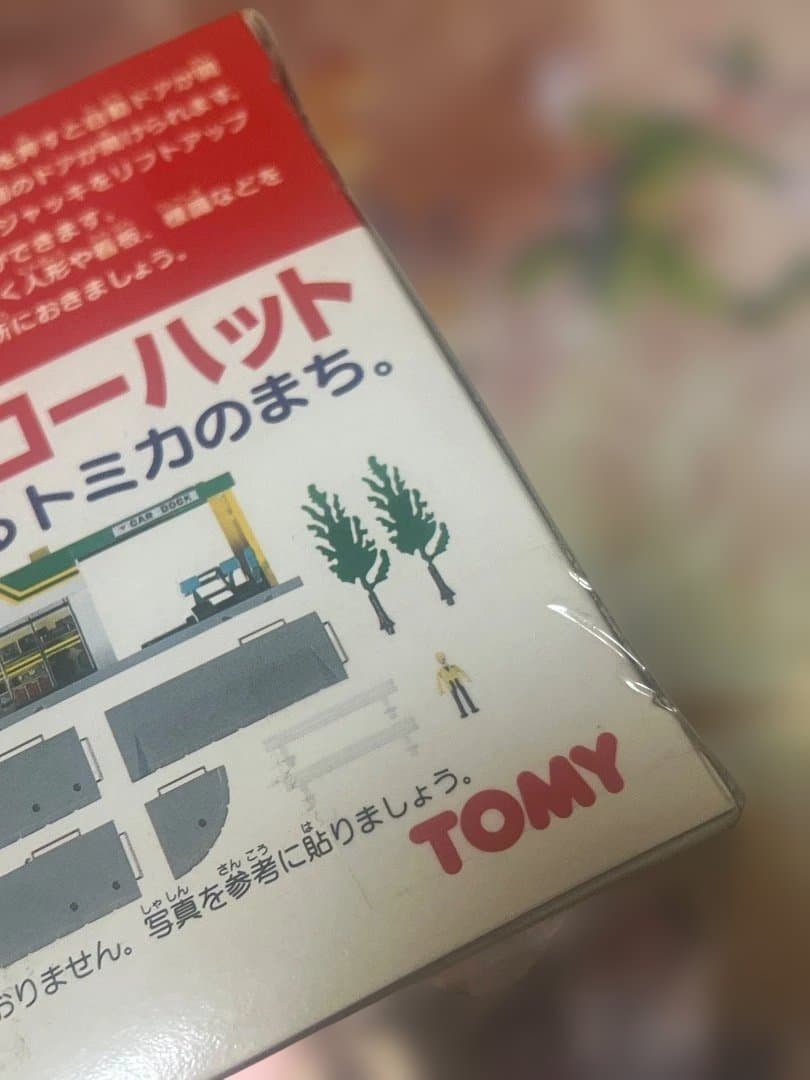 を押すと自動ドアが開
のドアが開けられます。
ジャッキをリフトアップ
ができます。
く人形や看板、標識などを
所におきましょう。
ローハット
るトミカのまち。
CAR DOCK
おりません。写真を参考に貼りましょう。
TOMY